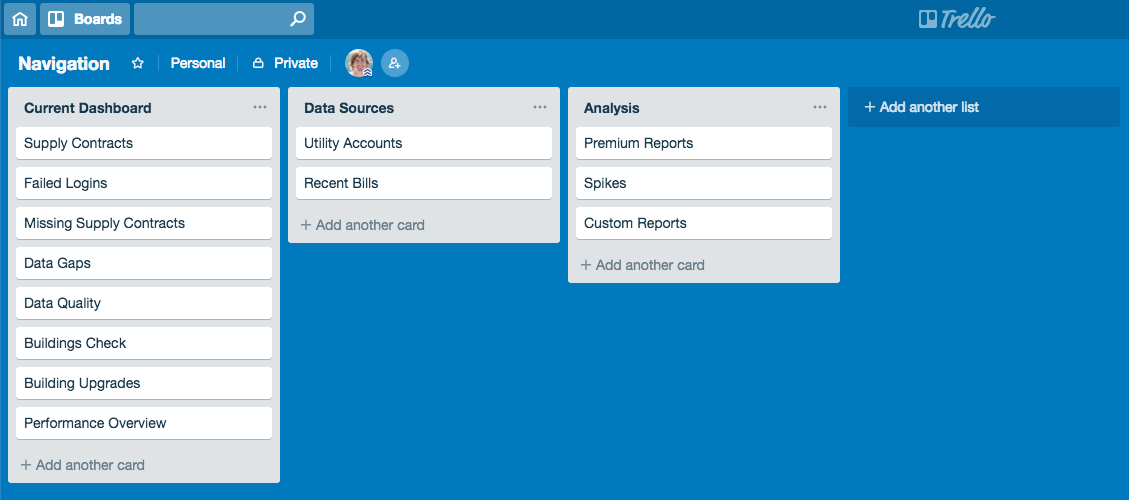 Boards
Trello
Navigation
Personal
Private
Current Dashboard
Supply Contracts
Failed Logins
Missing Supply Contracts
Data Gaps
Data Quality
Buildings Check
Building Upgrades
Performance Overview
+ Add another card
Data Sources
Utility Accounts
Recent Bills
+ Add another card
Analysis
Premium Reports
Spikes
Custom Reports
+ Add another card
+ Add another list